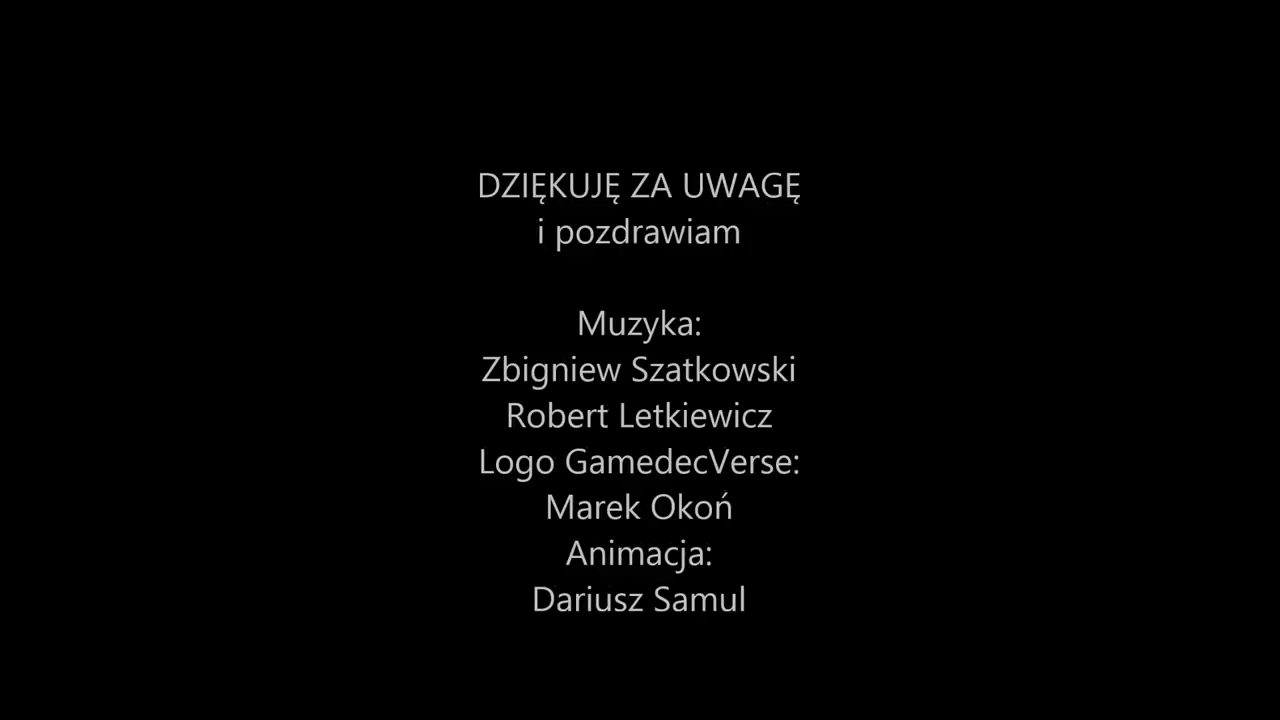 DZIĘKUJĘ ZA UWAGĘ
i pozdrawiam
Muzyka:
Zbigniew Szatkowski
Robert Letkiewicz
Logo GamedecVerse:
Marek Okoń
Animacja:
Dariusz Samul